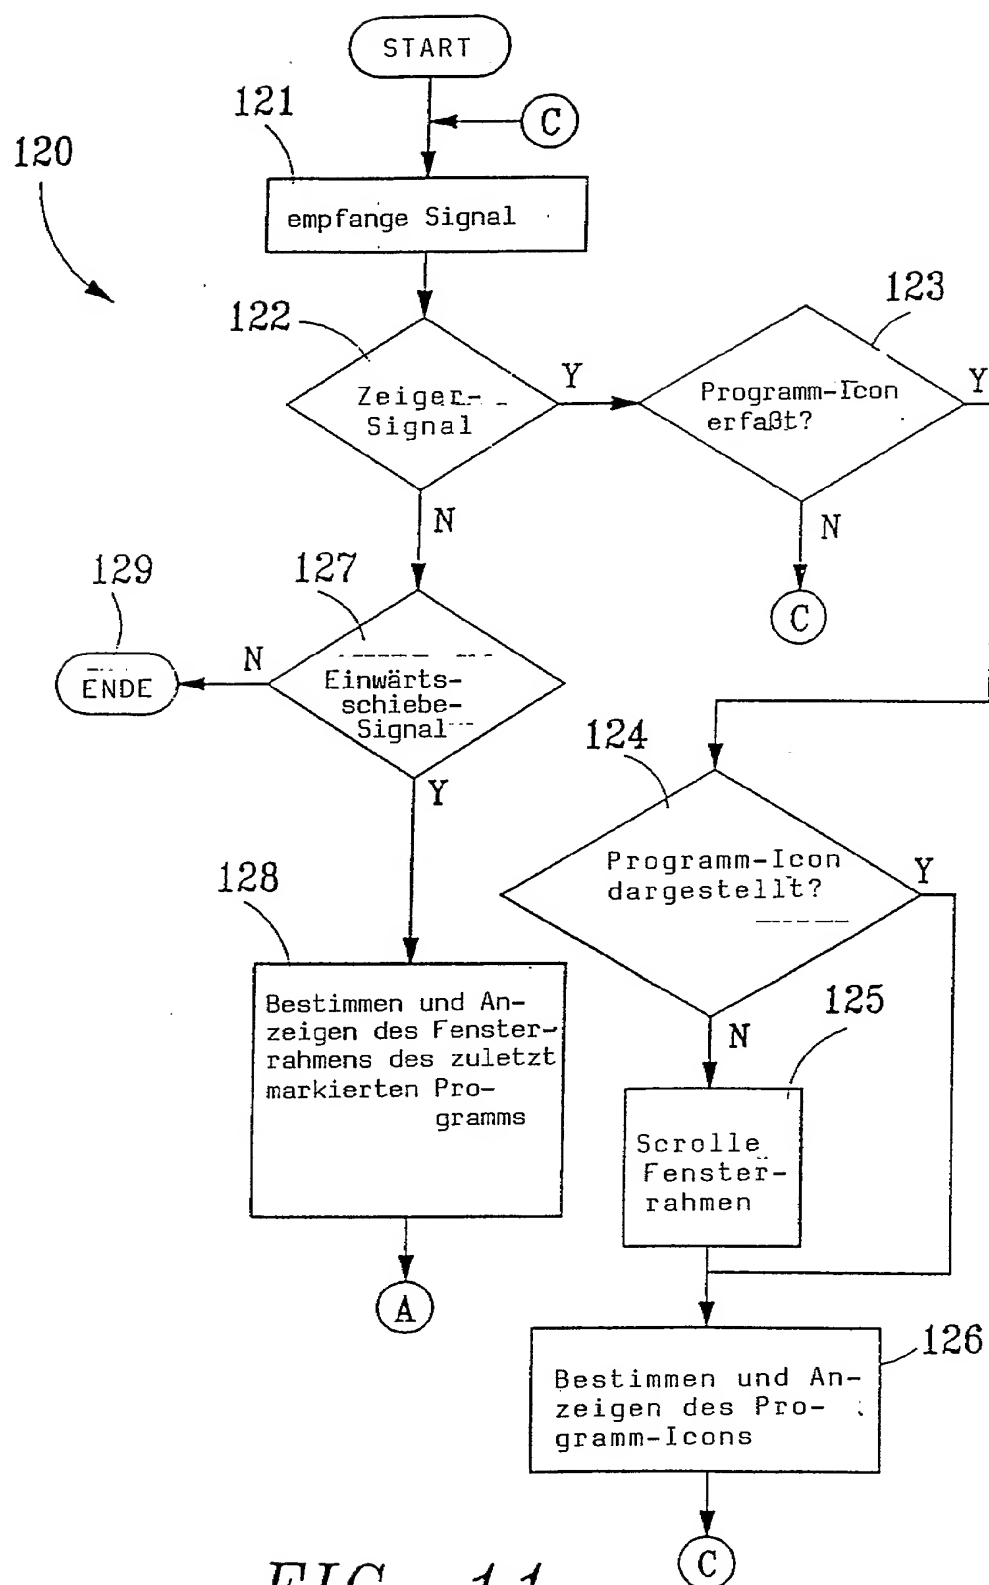 START
C
121
120
empfange Signal
122
Zeiger-
Signal
Y
123
Programm-Icon
erfaßt?
Y
N
N
C
129
ENDE
N
127
Einwärts-
schiebe-
Signal
Y
124
Programm-Icon
dargestellt?
Y
N
128
Bestimmen und An-
zeigen des Fenster-
rahmens des zuletzt
markierten Pro-
gramms
A
125
Scrolle
Fenster-
rahmen
126
Bestimmen und An-
zeigen des Pro-
gramm-Icons
C
FIG. 11